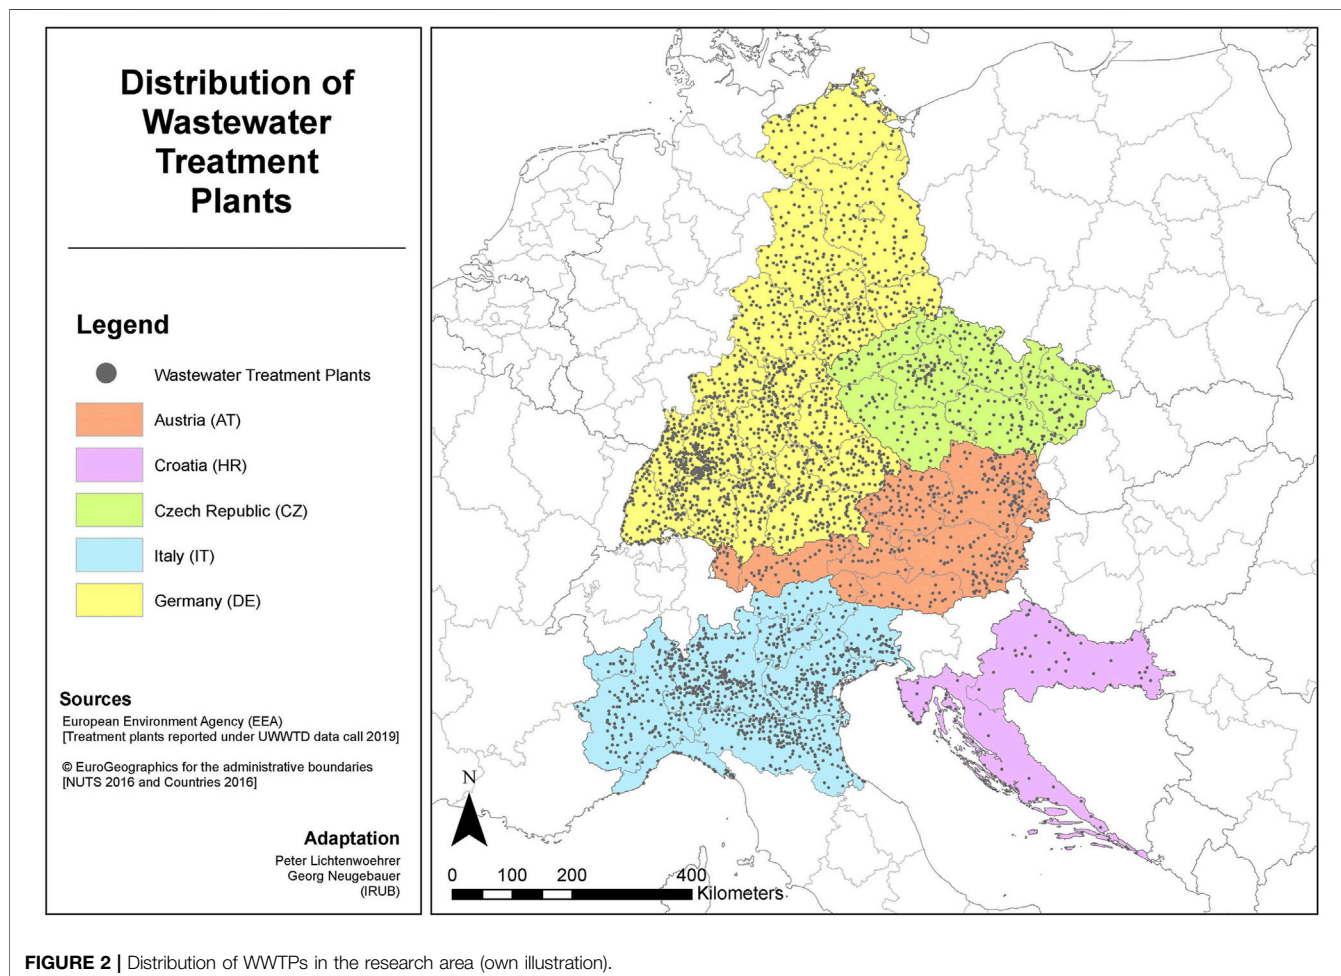 Distribution of
Wastewater
Treatment
Plants
Legend
Wastewater Treatment Plants
Austria (AT)
Croatia (HR)
Czech Republic (CZ)
Italy (IT)
Germany (DE)
Sources
European Environment Agency (EEA)
[Treatment plants reported under UWWTD data call 2019]
© EuroGeographics for the administrative boundaries
[NUTS 2016 and Countries 2016]
Adaptation
Peter Lichtenwoehrer
Georg Neugebauer
(IRUB)
N
0 100 200 400
Kilometers
FIGURE 2 | Distribution of WWTPs in the research area (own illustration).